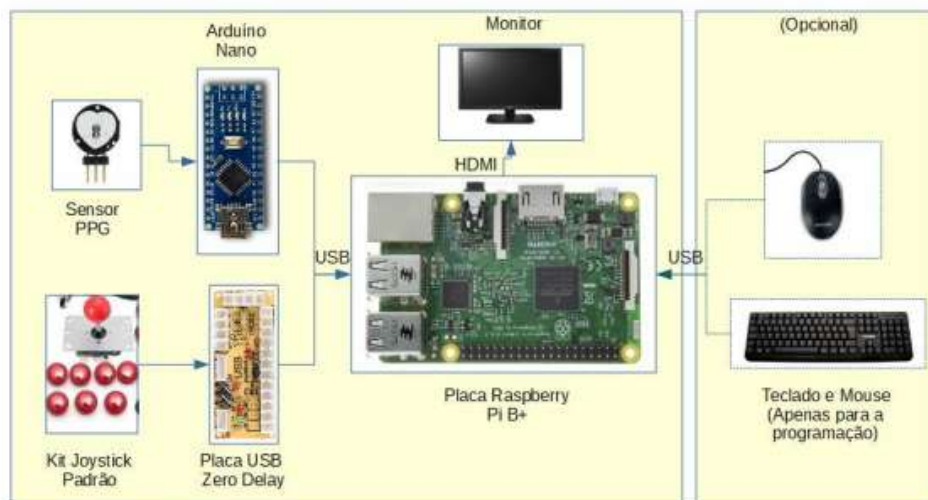 Arduino
Nano
Monitor
(Opcional)
HDMI
Sensor
PPG
USB
USB
USB
Placa Raspberry
Pi B+
Teclado e Mouse
(Apenas para a
programação)
Kit Joystick
Padrão
Placa USB
Zero Delay